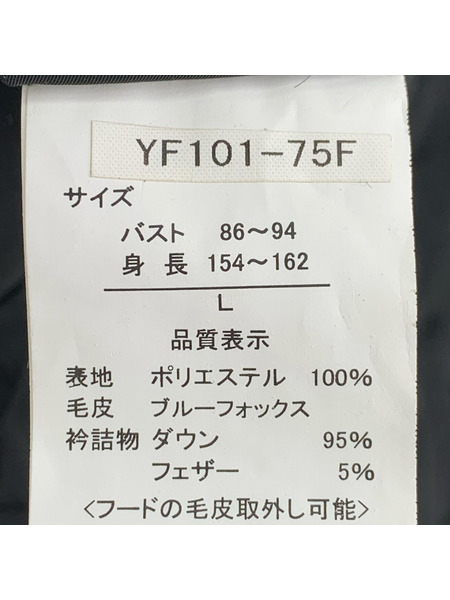 YF101-75F
サイズ
バスト 86～94
身長 154～162
L
品質表示
表地 ポリエステル 100%
毛皮 ブルーフォックス
衿詰物 ダウン 95%
フェザー 5%
<フードの毛皮取外し可能>